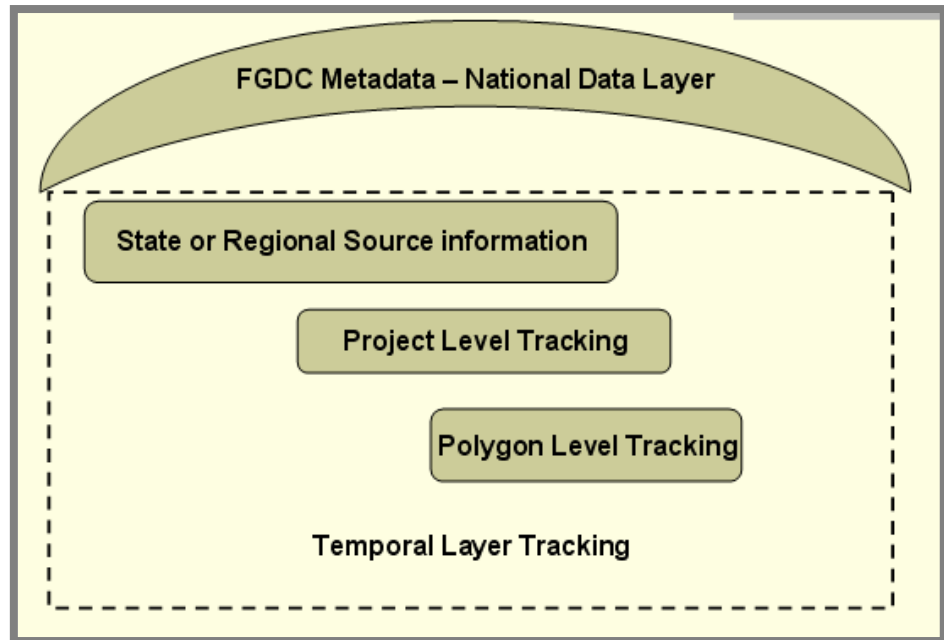 FGDC Metadata – National Data Layer
State or Regional Source information
Project Level Tracking
Polygon Level Tracking
Temporal Layer Tracking